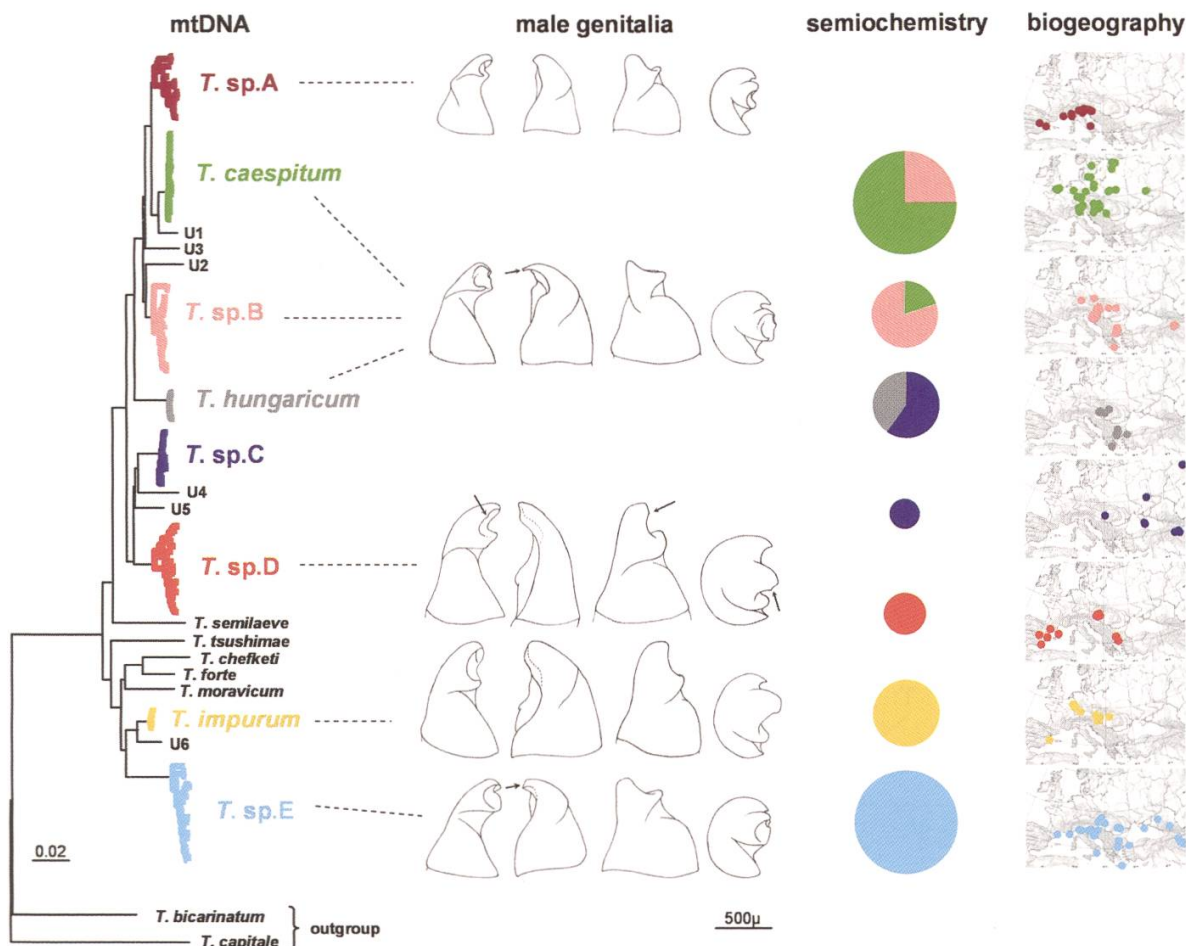 mtDNA
male genitalia
semiochemistry
biogeography
T. sp.A
T. caespitum
U1
U3
U2
T. sp.B
T. hungaricum
T. sp.C
U4
U5
T. sp.D
T. semilaeve
T. tsushimae
T. chefketi
T. forte
T. moravicum
T. impurum
U6
T. sp.E
0.02
T. bicarinatum
outgroup
T. capitale
500µ